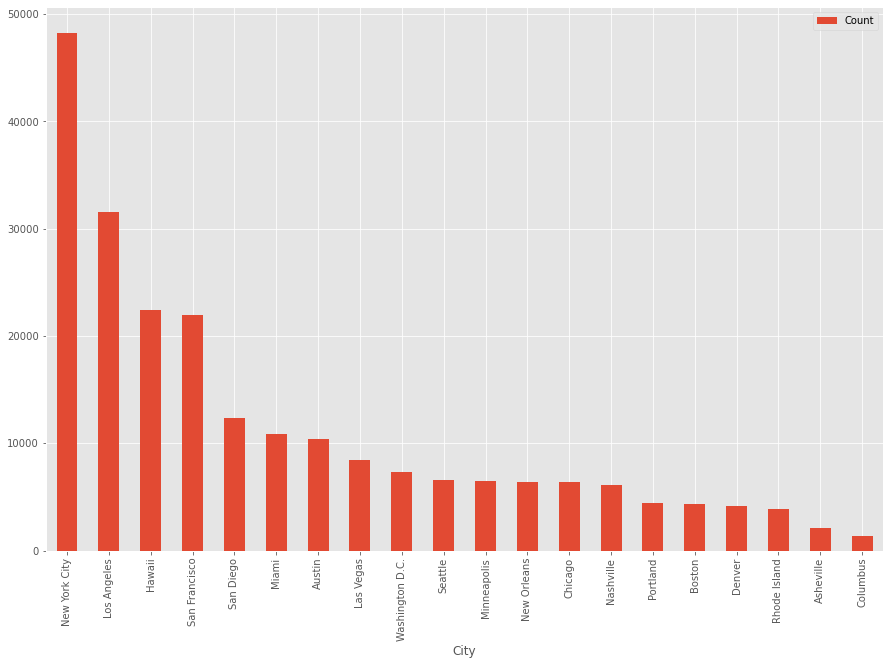 50000
40000
30000
20000
10000
0
Count
New York City
Los Angeles
Hawaii
San Francisco
San Diego
Miami
Austin
Las Vegas
Washington D.C.
Seattle
Minneapolis
New Orleans
Chicago
Nashville
Portland
Boston
Denver
Rhode Island
Asheville
Columbus
City